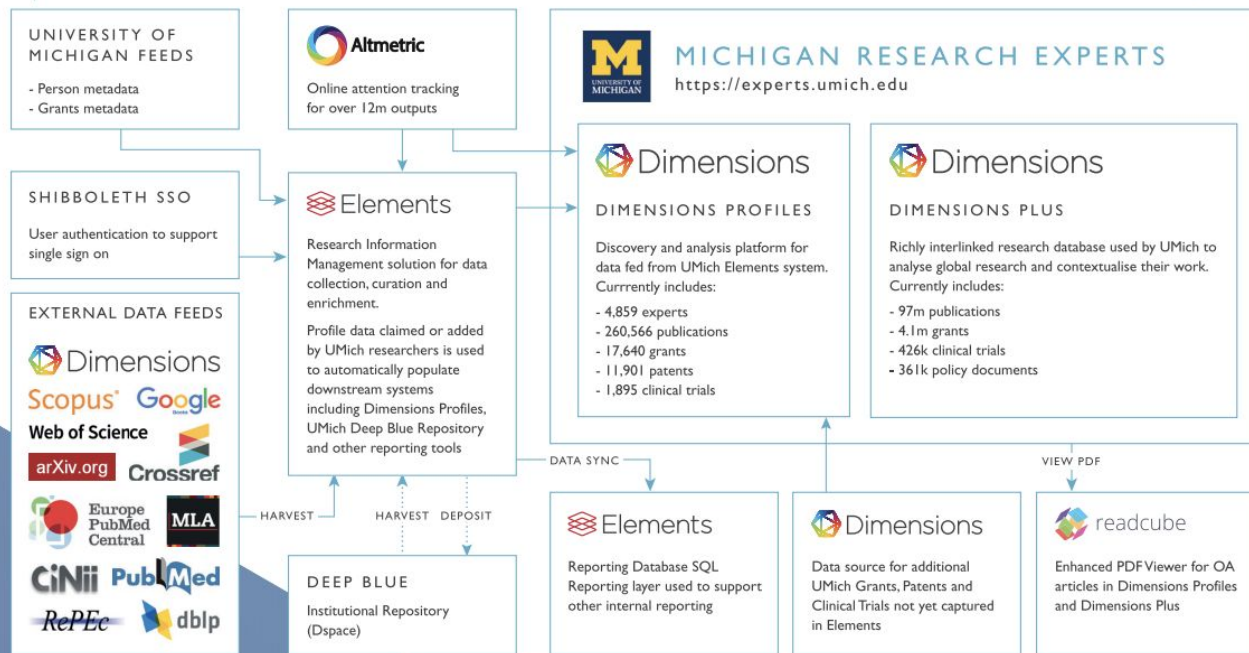 UNIVERSITY OF
MICHIGAN FEEDS
- Person metadata
- Grants metadata
Altmetric
Online attention tracking
for over 12m outputs
M
UNIVERSITY OF
MICHIGAN
MICHIGAN RESEARCH EXPERTS
https://experts.umich.edu
SHIBBOLETH SSO
User authentication to support
single sign on
Elements
Research Information
Management solution for data
collection, curation and
enrichment.
Profile data claimed or added
by UMich researchers is used
to automatically populate
downstream systems
including Dimensions Profiles,
UMich Deep Blue Repository
and other reporting tools
Dimensions
DIMENSIONS PROFILES
Discovery and analysis platform for
data fed from UMich Elements system.
Currrently includes:
- 4,859 experts
- 260,566 publications
- 17,640 grants
- 11,901 patents
- 1,895 clinical trials
Dimensions
DIMENSIONS PLUS
Richly interlinked research database used by UMich to
analyse global research and contextualise their work.
Currently includes:
- 97m publications
- 4.1m grants
- 426k clinical trials
- 361k policy documents
EXTERNAL DATA FEEDS
Dimensions
Scopus
Google
Books
Web of Science
arXiv.org
Crossref
Europe
PubMed
Central
MLA
CiNii
PubMed
RePEc
dblp
HARVEST
HARVEST
DEPOSIT
DATA SYNC
VIEW PDF
DEEP BLUE
Institutional Repository
(Dspace)
Elements
Reporting Database SQL
Reporting layer used to support
other internal reporting
Dimensions
Data source for additional
UMich Grants, Patents and
Clinical Trials not yet captured
in Elements
readcube
Enhanced PDF Viewer for OA
articles in Dimensions Profiles
and Dimensions Plus